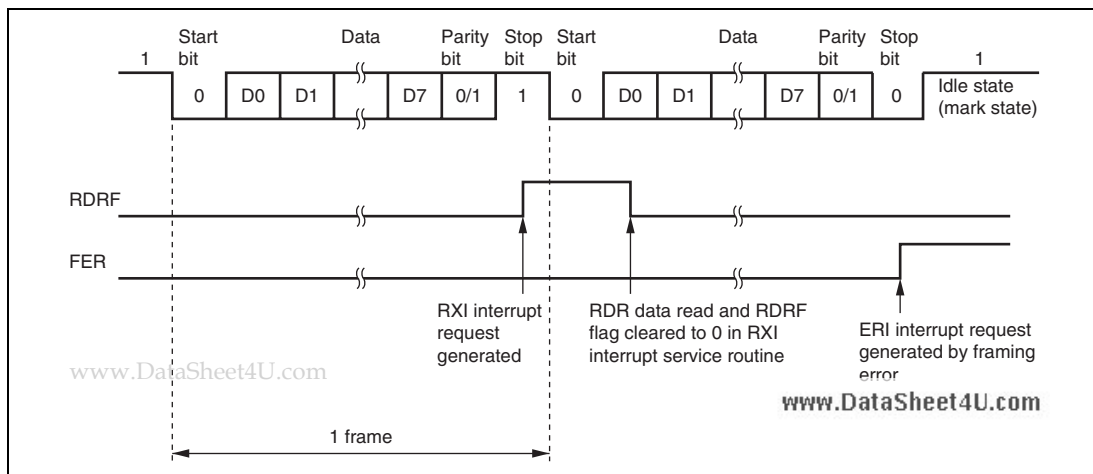 Start Data Parity Stop Start Data Parity Stop
1 bit bit bit bit bit bit 1
0 D0 D1 D7 0/1 1 0 D0 D1 D7 0/1 0 Idle state
(mark state)
RDRF
FER
RXI interrupt
request
generated
RDR data read and RDRF
flag cleared to 0 in RXI
interrupt service routine
ERI interrupt request
generated by framing
error
www.DataSheet4U.com
www.DataSheet4U.com
1 frame